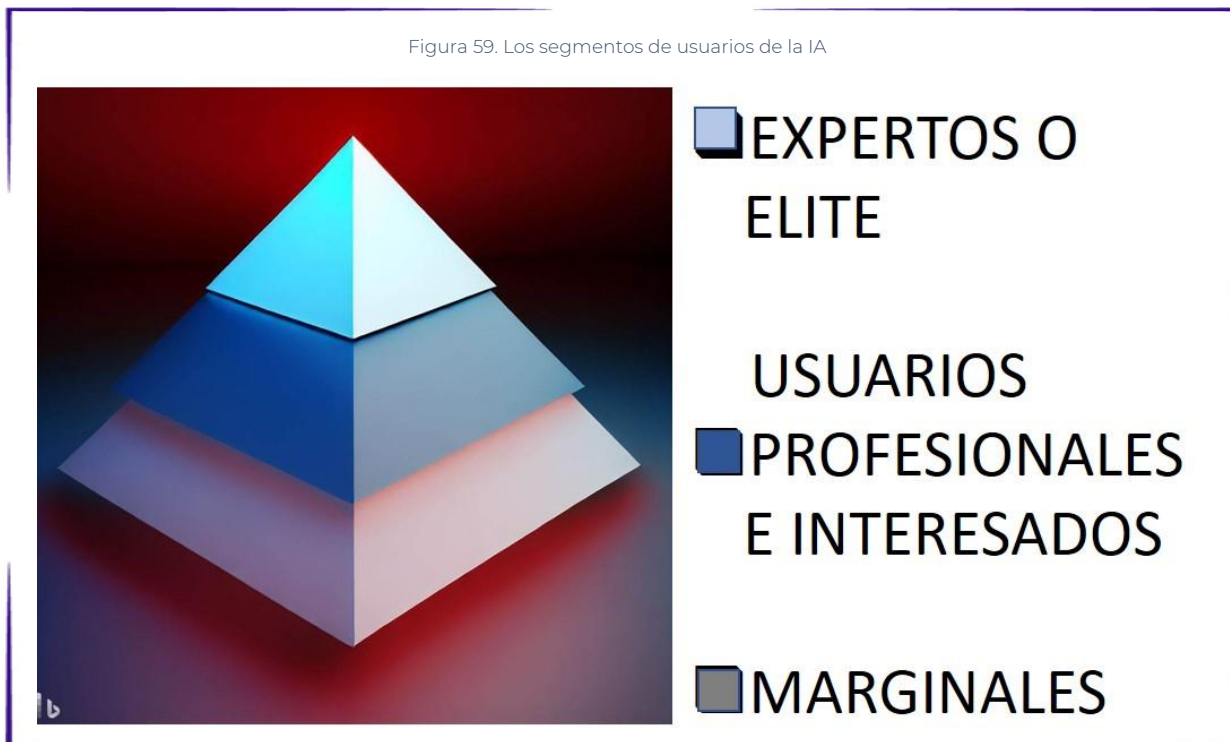 Figura 59. Los segmentos de usuarios de la IA
EXPERTOS O
ELITE
USUARIOS
PROFESIONALES
E INTERESADOS
MARGINALES
b